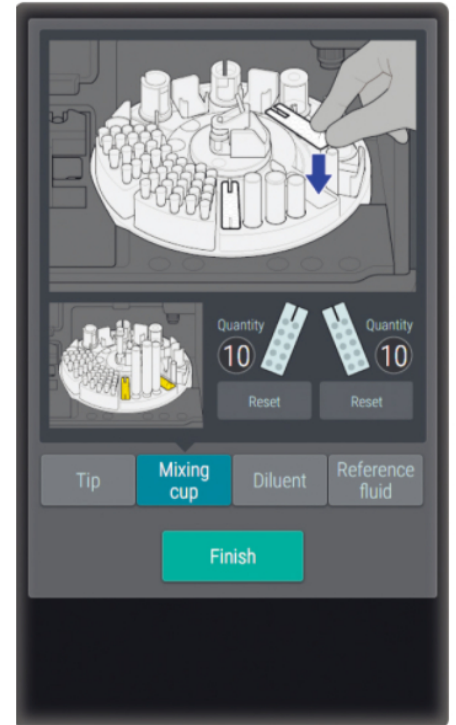 Quantity
10
Quantity
10
Reset
Reset
Tip
Mixing
cup
Diluent
Reference
fluid
Finish